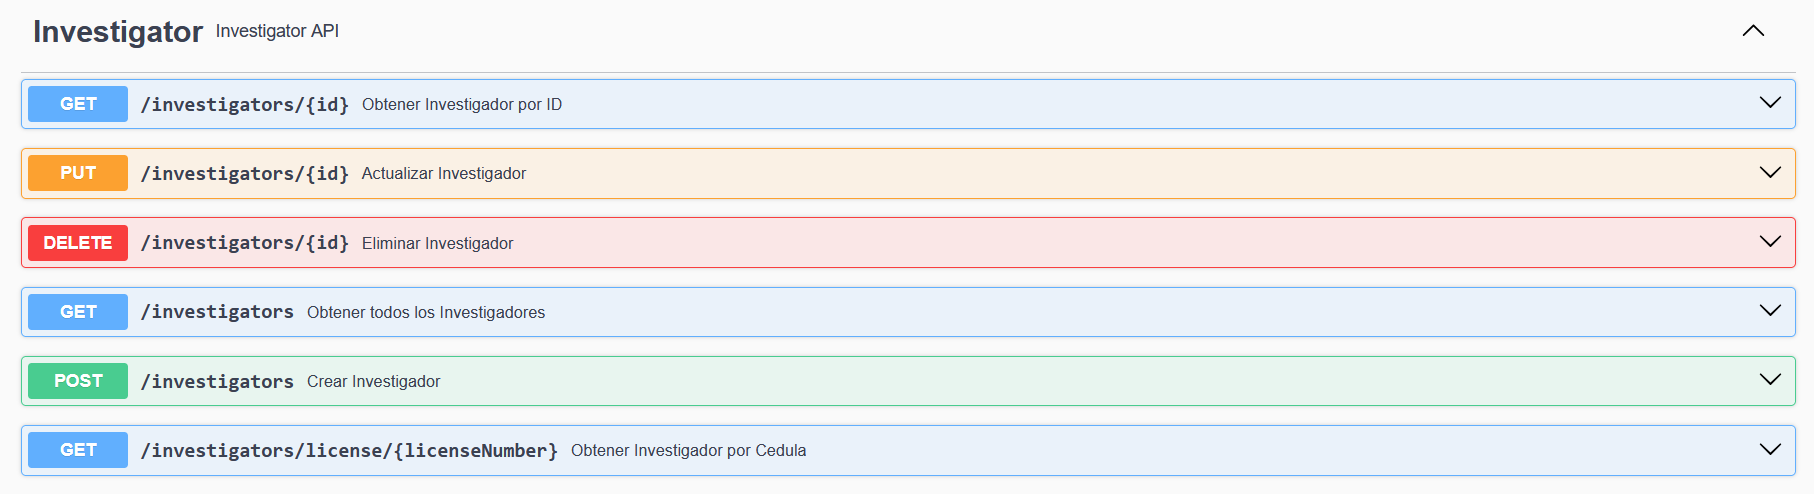 Investigator Investigator API
GET /investigators/{id} Obtener Investigador por ID
PUT /investigators/{id} Actualizar Investigador
DELETE /investigators/{id} Eliminar Investigador
GET /investigators Obtener todos los Investigadores
POST /investigators Crear Investigador
GET /investigators/license/{licenseNumber} Obtener Investigador por Cedula